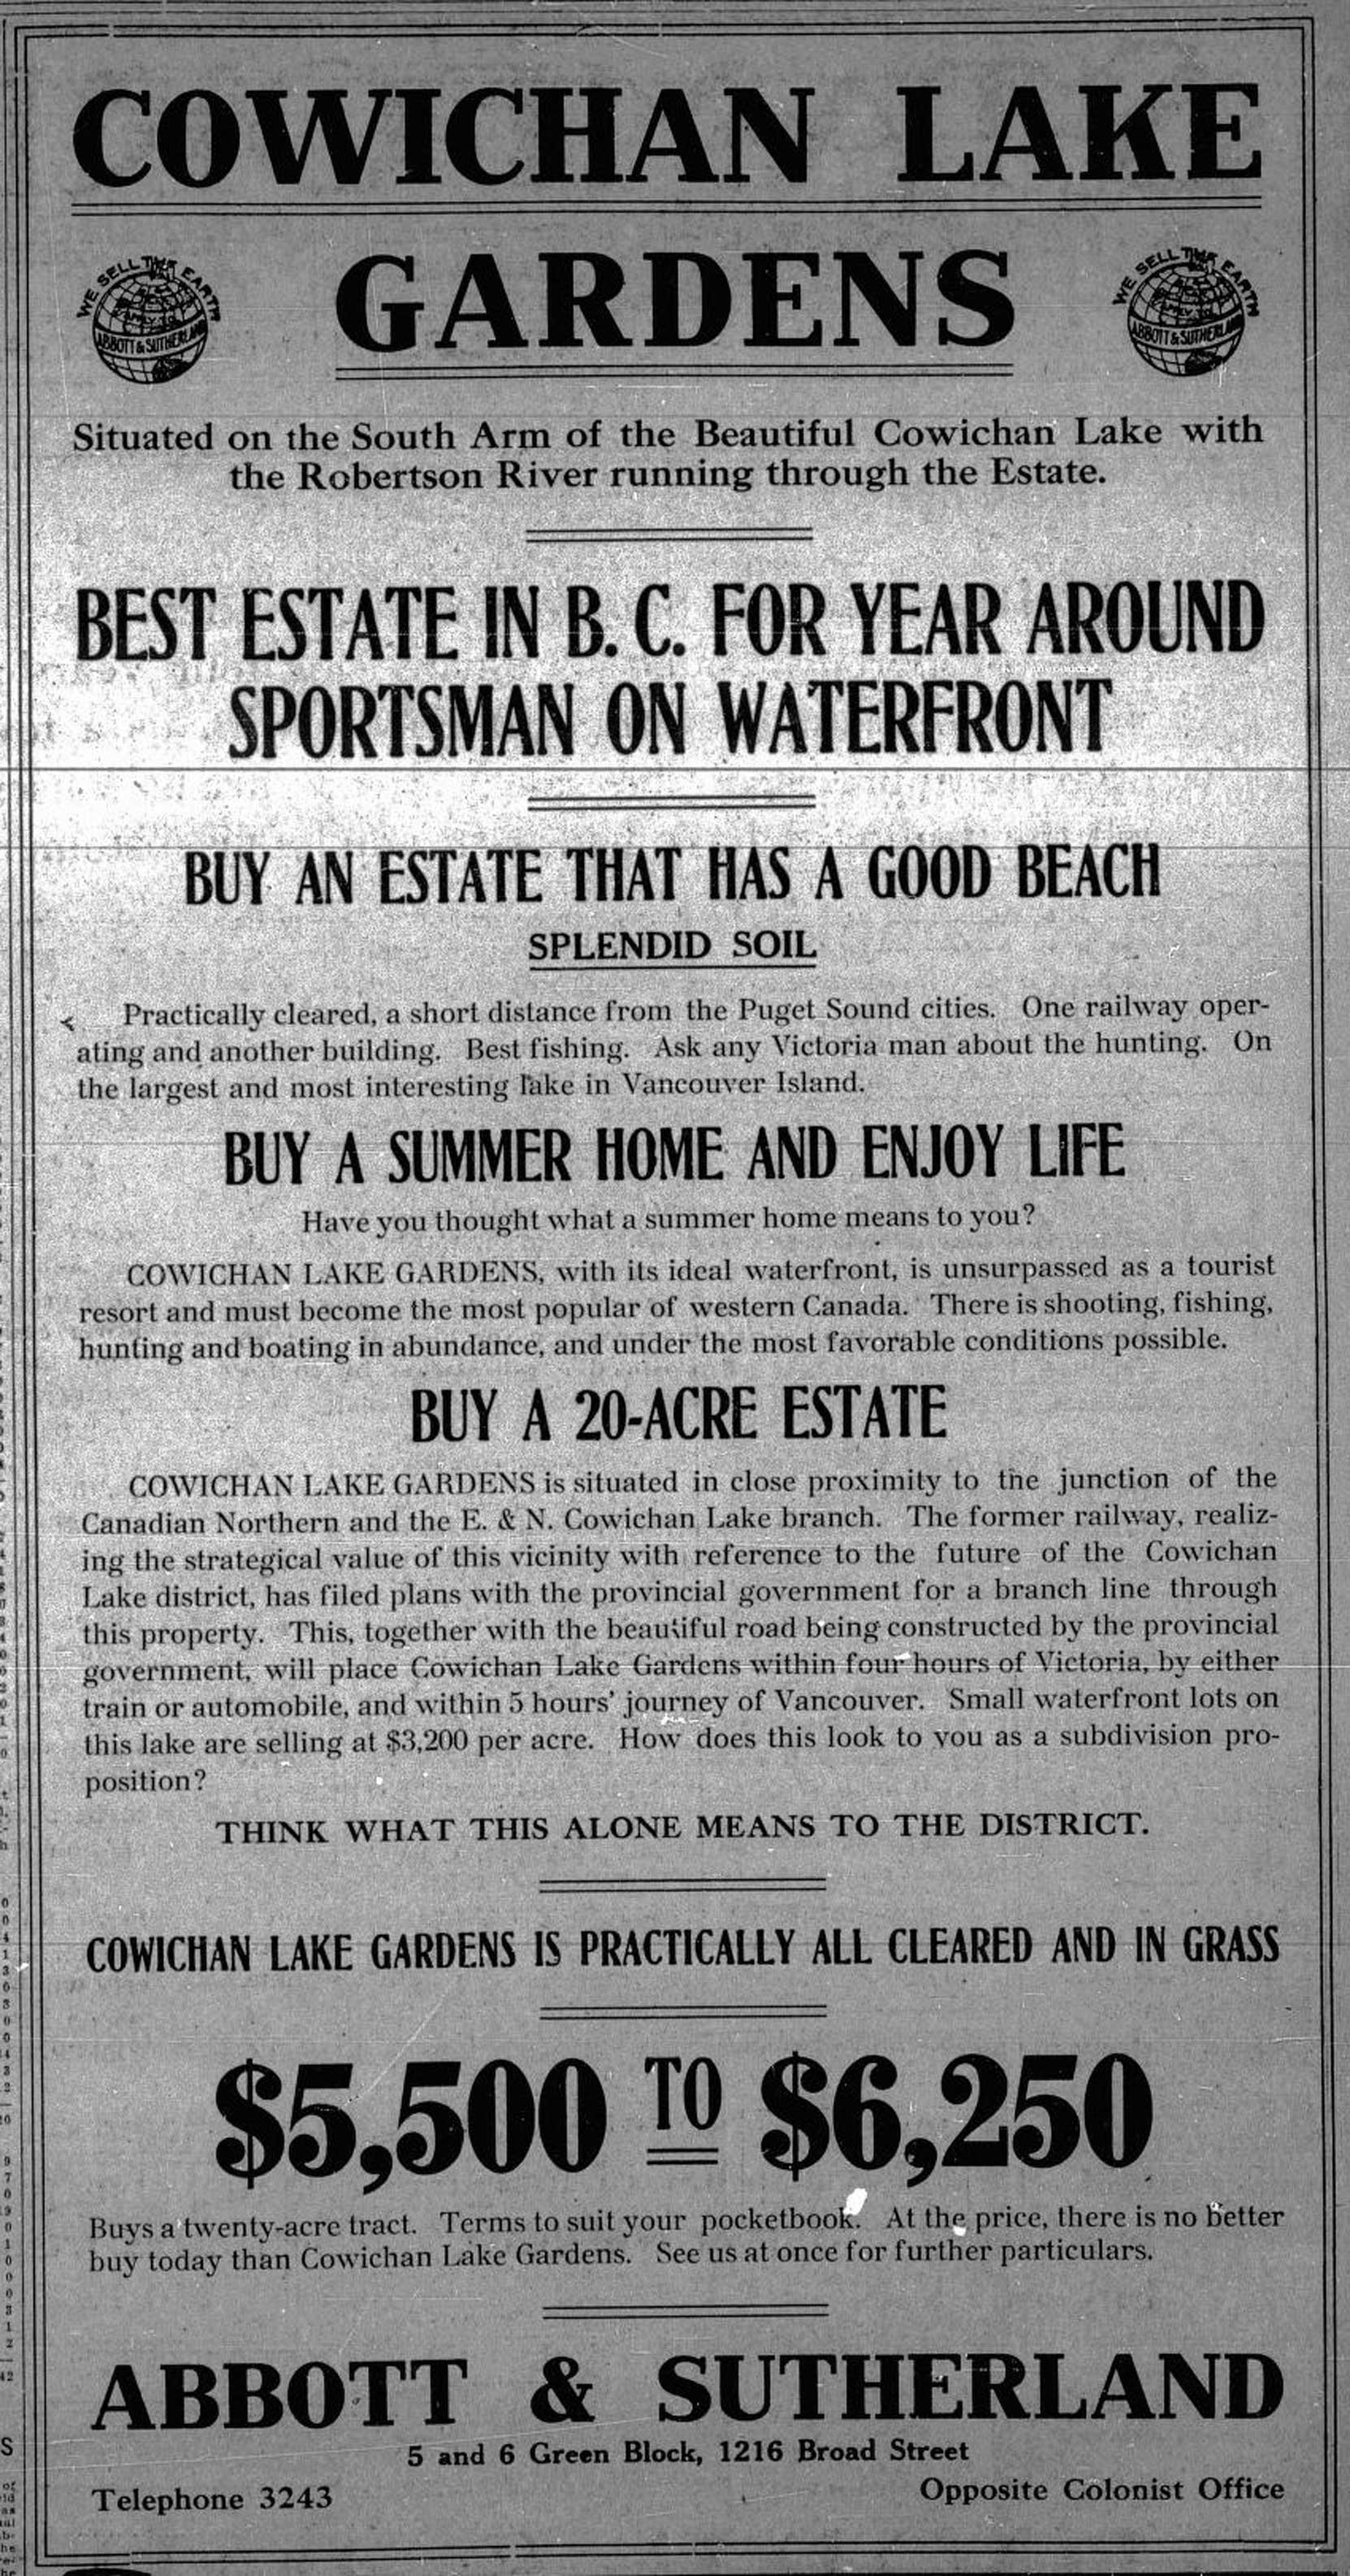 COWICHAN LAKE
GARDENS
WE SELL THE EARTH
ABBOTT & SUTHERLAND
WE SELL THE EARTH
ABBOTT & SUTHERLAND
Situated on the South Arm of the Beautiful Cowichan Lake with
the Robertson River running through the Estate.
BEST ESTATE IN B. C. FOR YEAR AROUND
SPORTSMAN ON WATERFRONT
BUY AN ESTATE THAT HAS A GOOD BEACH
SPLENDID SOIL
Practically cleared, a short distance from the Puget Sound cities. One railway oper-
ating and another building. Best fishing. Ask any Victoria man about the hunting. On
the largest and most interesting lake in Vancouver Island.
BUY A SUMMER HOME AND ENJOY LIFE
Have you thought what a summer home means to you?
COWICHAN LAKE GARDENS, with its ideal waterfront, is unsurpassed as a tourist
resort and must become the most popular of western Canada. There is shooting, fishing,
hunting and boating in abundance, and under the most favorable conditions possible.
BUY A 20-ACRE ESTATE
COWICHAN LAKE GARDENS is situated in close proximity to the junction of the
Canadian Northern and the E. & N. Cowichan Lake branch. The former railway, realiz-
ing the strategical value of this vicinity with reference to the future of the Cowichan
Lake district, has filed plans with the provincial government for a branch line through
this property. This, together with the beautiful road being constructed by the provincial
government, will place Cowichan Lake Gardens within four hours of Victoria, by either
train or automobile, and within 5 hours' journey of Vancouver. Small waterfront lots on
this lake are selling at $3,200 per acre. How does this look to you as a subdivision pro-
position?
THINK WHAT THIS ALONE MEANS TO THE DISTRICT.
COWICHAN LAKE GARDENS IS PRACTICALLY ALL CLEARED AND IN GRASS
$5,500 TO $6,250
Buys a twenty-acre tract. Terms to suit your pocketbook. At the price, there is no better
buy today than Cowichan Lake Gardens. See us at once for further particulars.
ABBOTT & SUTHERLAND
5 and 6 Green Block, 1216 Broad Street
Telephone 3243
Opposite Colonist Office